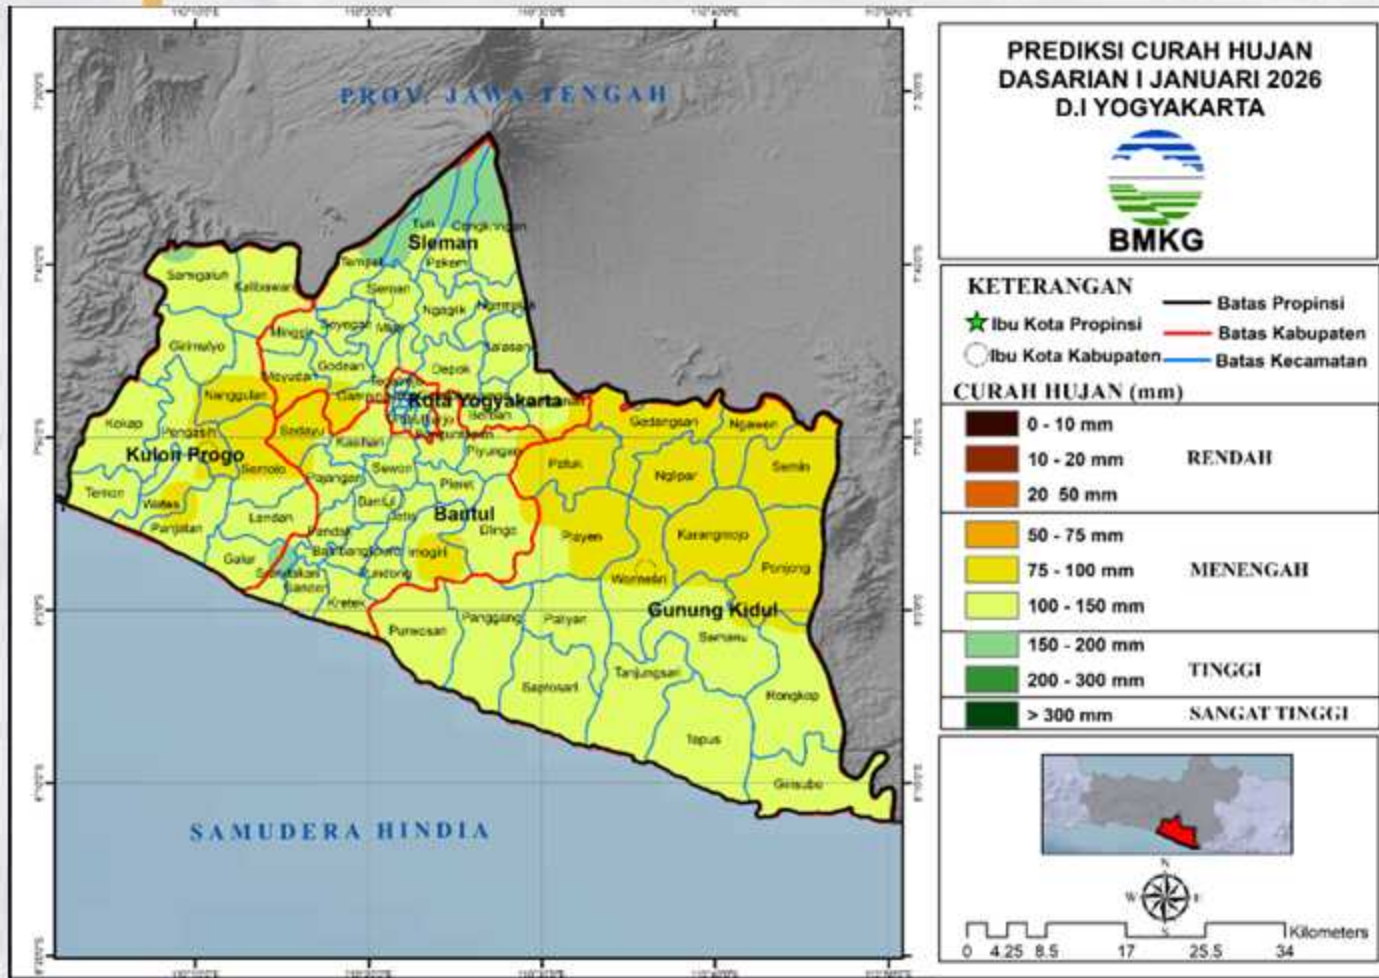 PREDIKSI CURAH HUJAN
DASARIAN I JANUARI 2026
D.I YOGYAKARTA
BMKG
KETERANGAN
Ibu Kota Propinsi
Ibu Kota Kabupaten
Batas Propinsi
Batas Kabupaten
Batas Kecamatan
CURAH HUJAN (mm)
0 - 10 mm
10 - 20 mm
20 50 mm
RENDAH
50 - 75 mm
75 - 100 mm
100 - 150 mm
MENENGAH
150 - 200 mm
200 - 300 mm
TINGGI
> 300 mm
SANGAT TINGGI
N
W E
S
Kilometers
0 4.25 8.5 17 25.5 34
PROV. JAWA TENGAH
Turi Cangkringan
Sleman
Tempel Pakem
Samigaluh
Kalibawang
Sleman
Ngaglik
Seyegan
Minggir
Girimulyo
Godean
Depok
Moyudan
Nanggulan
Kota Yogyakarta
Gedangsari Ngawen
Kokap
Pengasih
Sedayu
Kasihan
Piyungan
Kulon Progo
Sentolo
Sewon
Patuk
Nglipar
Semin
Pajangan
Pleret
Temon
Wates
Bantul
Panjatan
Lendah
Jetis
Bantul
Dlingo
Playen
Karangmojo
Pandak
Galur
Imogiri
Ponjong
Srandakan
Pundong
Wonosari
Sanden
Kretek
Gunung Kidul
Purwosari
Panggang
Paliyan
Semanu
Saptosari
Tanjungsari
Rongkop
Tepus
Girisubo
SAMUDERA HINDIA